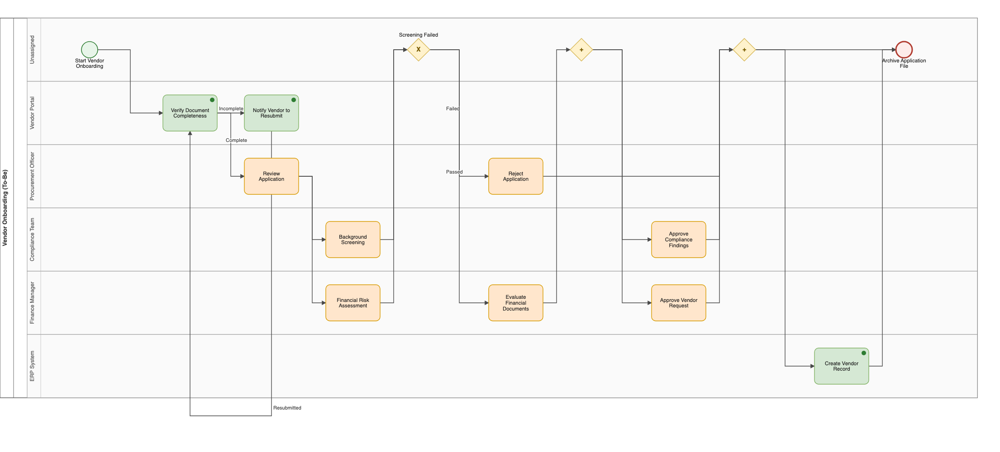 Vendor Onboarding (To-Be)
Unassigned
Start Vendor
Onboarding
Screening Failed
X
+
+
Archive Application
File
Vendor Portal
Verify Document
Completeness
Incomplete
Notify Vendor to
Resubmit
Complete
Failed
Procurement Officer
Review
Application
Passed
Reject
Application
Compliance Team
Background
Screening
Approve
Compliance
Findings
Finance Manager
Financial Risk
Assessment
Evaluate
Financial
Documents
Approve Vendor
Request
ERP System
Create Vendor
Record
Resubmitted